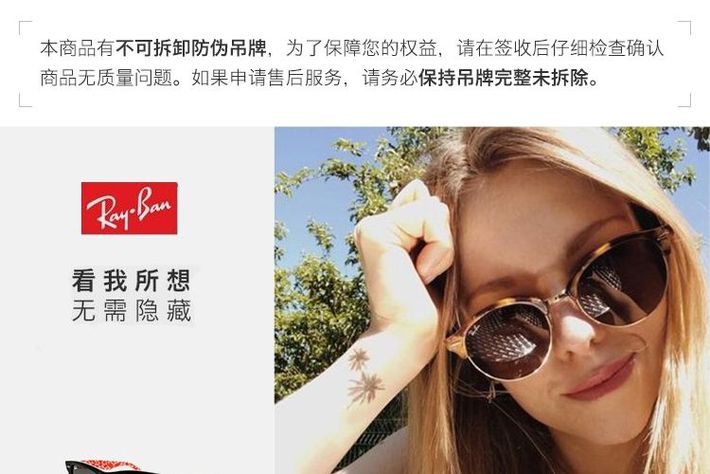 本商品有不可拆卸防伪吊牌，为了保障您的权益，请在签收后仔细检查确认
商品无质量问题。如果申请售后服务，请务必保持吊牌完整未拆除。
Ray-Ban
看我所想
无需隐藏